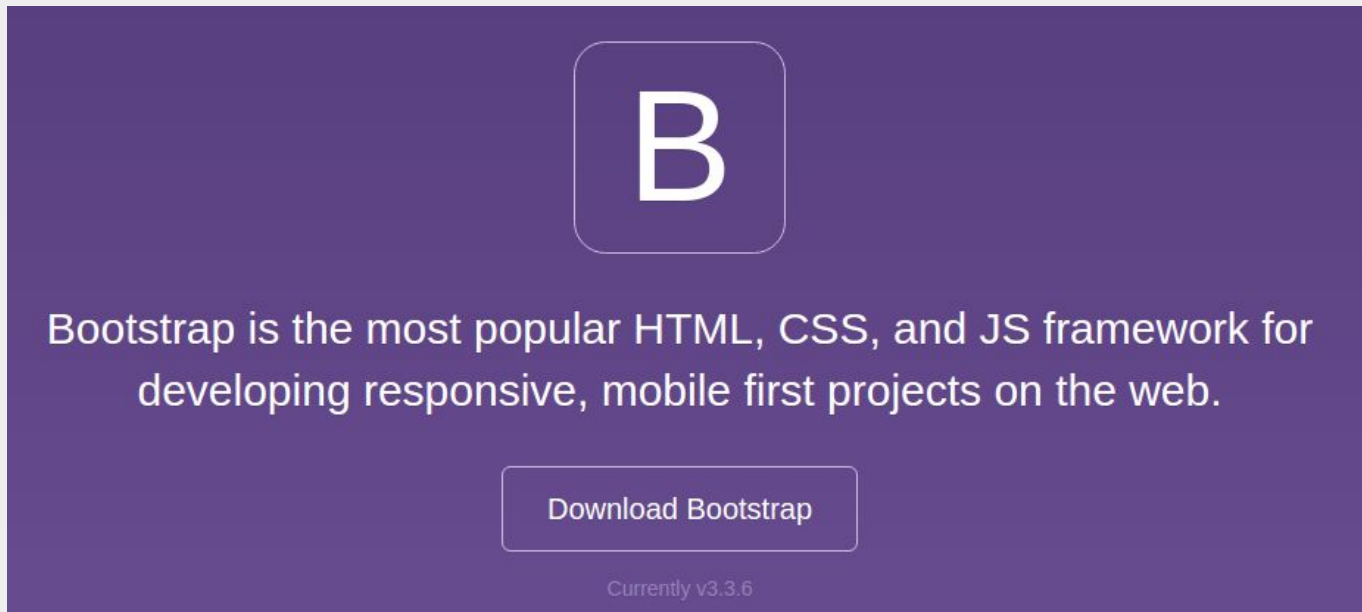 B
Bootstrap is the most popular HTML, CSS, and JS framework for
developing responsive, mobile first projects on the web.
Download Bootstrap
Currently v3.3.6